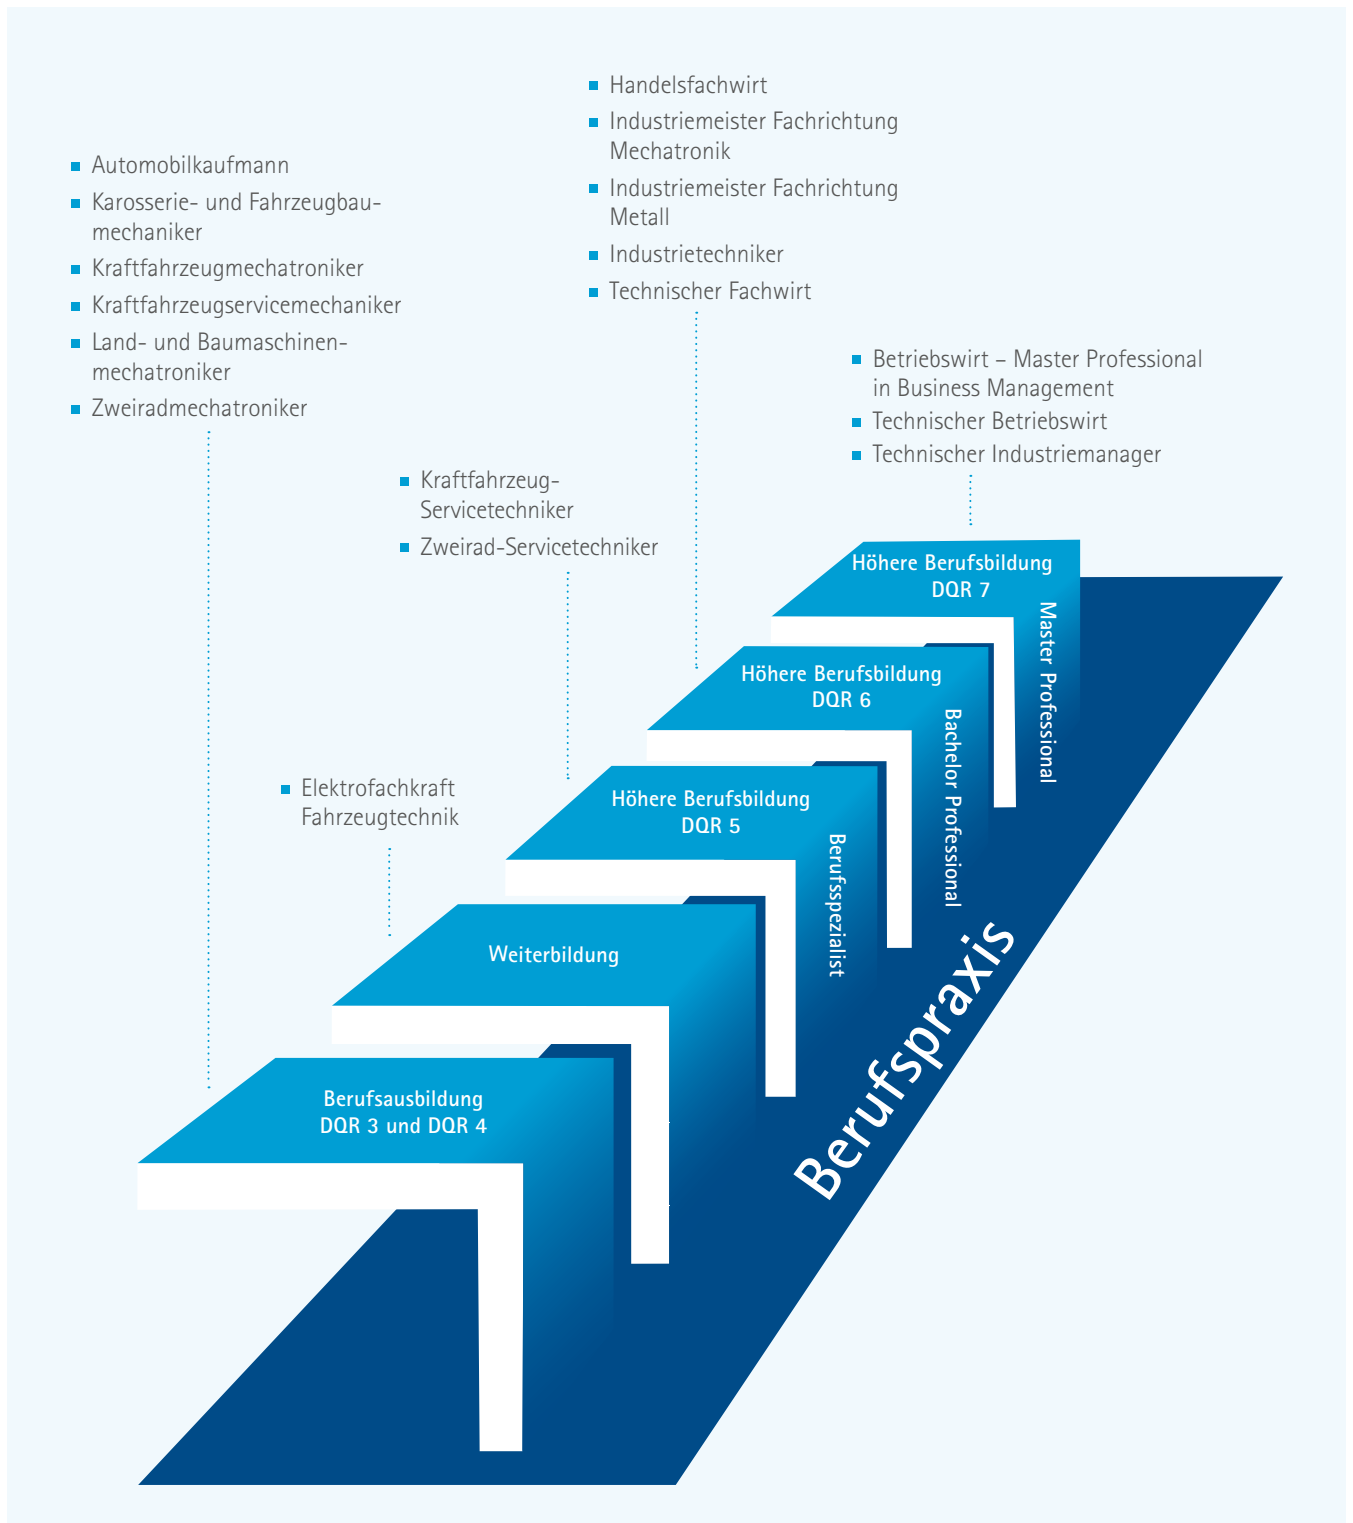 Handelsfachwirt
Industriemeister Fachrichtung
Mechatronik
Industriemeister Fachrichtung
Metall
Industrietechniker
Technischer Fachwirt
Automobilkaufmann
Karosserie- und Fahrzeugbau-
mechaniker
Kraftfahrzeugmechatroniker
Kraftfahrzeugservicemechaniker
Land- und Baumaschinen-
mechatroniker
Zweiradmechatroniker
Betriebswirt – Master Professional
in Business Management
Technischer Betriebswirt
Technischer Industriemanager
Kraftfahrzeug-
Servicetechniker
Zweirad-Servicetechniker
Elektrofachkraft
Fahrzeugtechnik
Höhere Berufsbildung
DQR 7
Master Professional
Höhere Berufsbildung
DQR 6
Bachelor Professional
Höhere Berufsbildung
DQR 5
Berufsspezialist
Weiterbildung
Berufsausbildung
DQR 3 und DQR 4
Berufspraxis